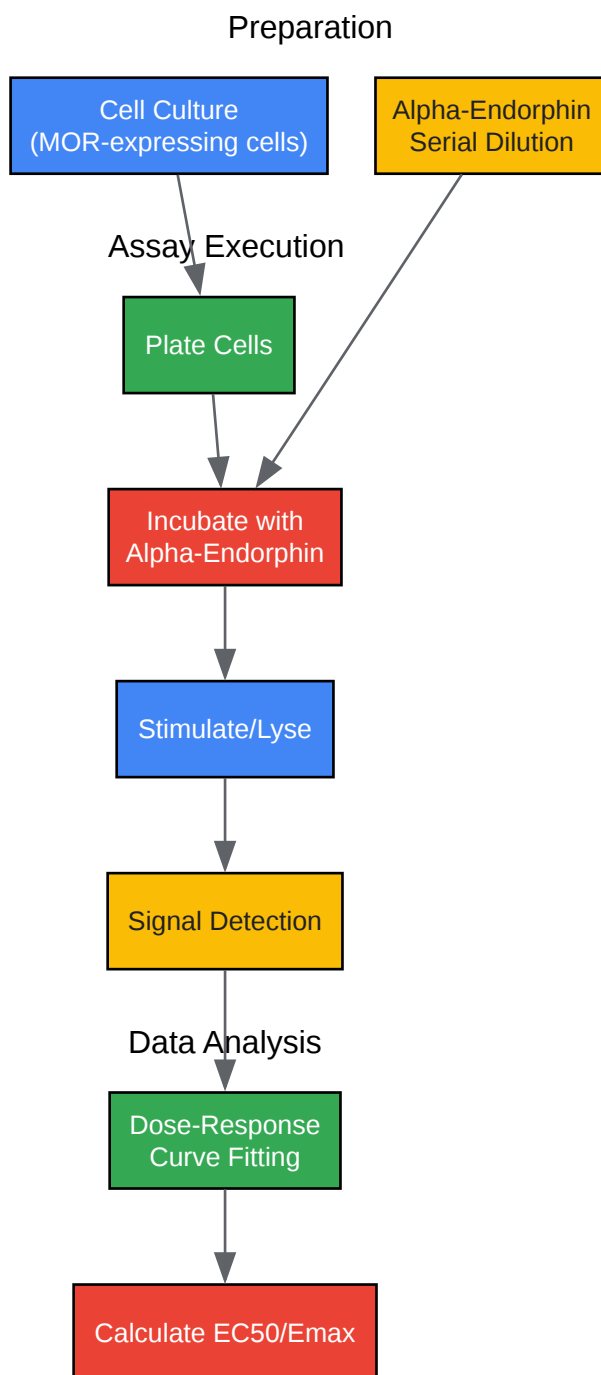 Preparation
Cell Culture
(MOR-expressing cells)
Alpha-Endorphin
Serial Dilution
Assay Execution
Plate Cells
Incubate with
Alpha-Endorphin
Stimulate/Lyse
Signal Detection
Data Analysis
Dose-Response
Curve Fitting
Calculate EC50/Emax